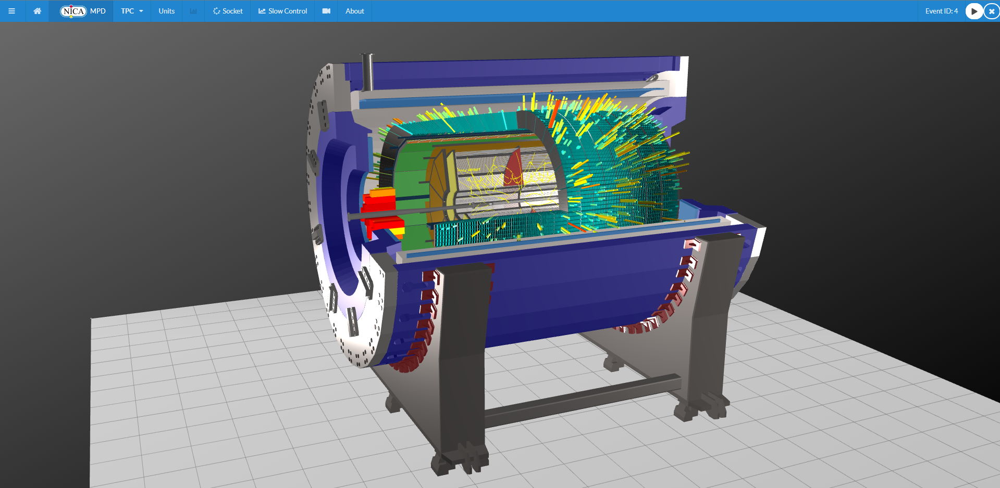 NICA MPD TPC Units Socket Slow Control About Event ID: 4